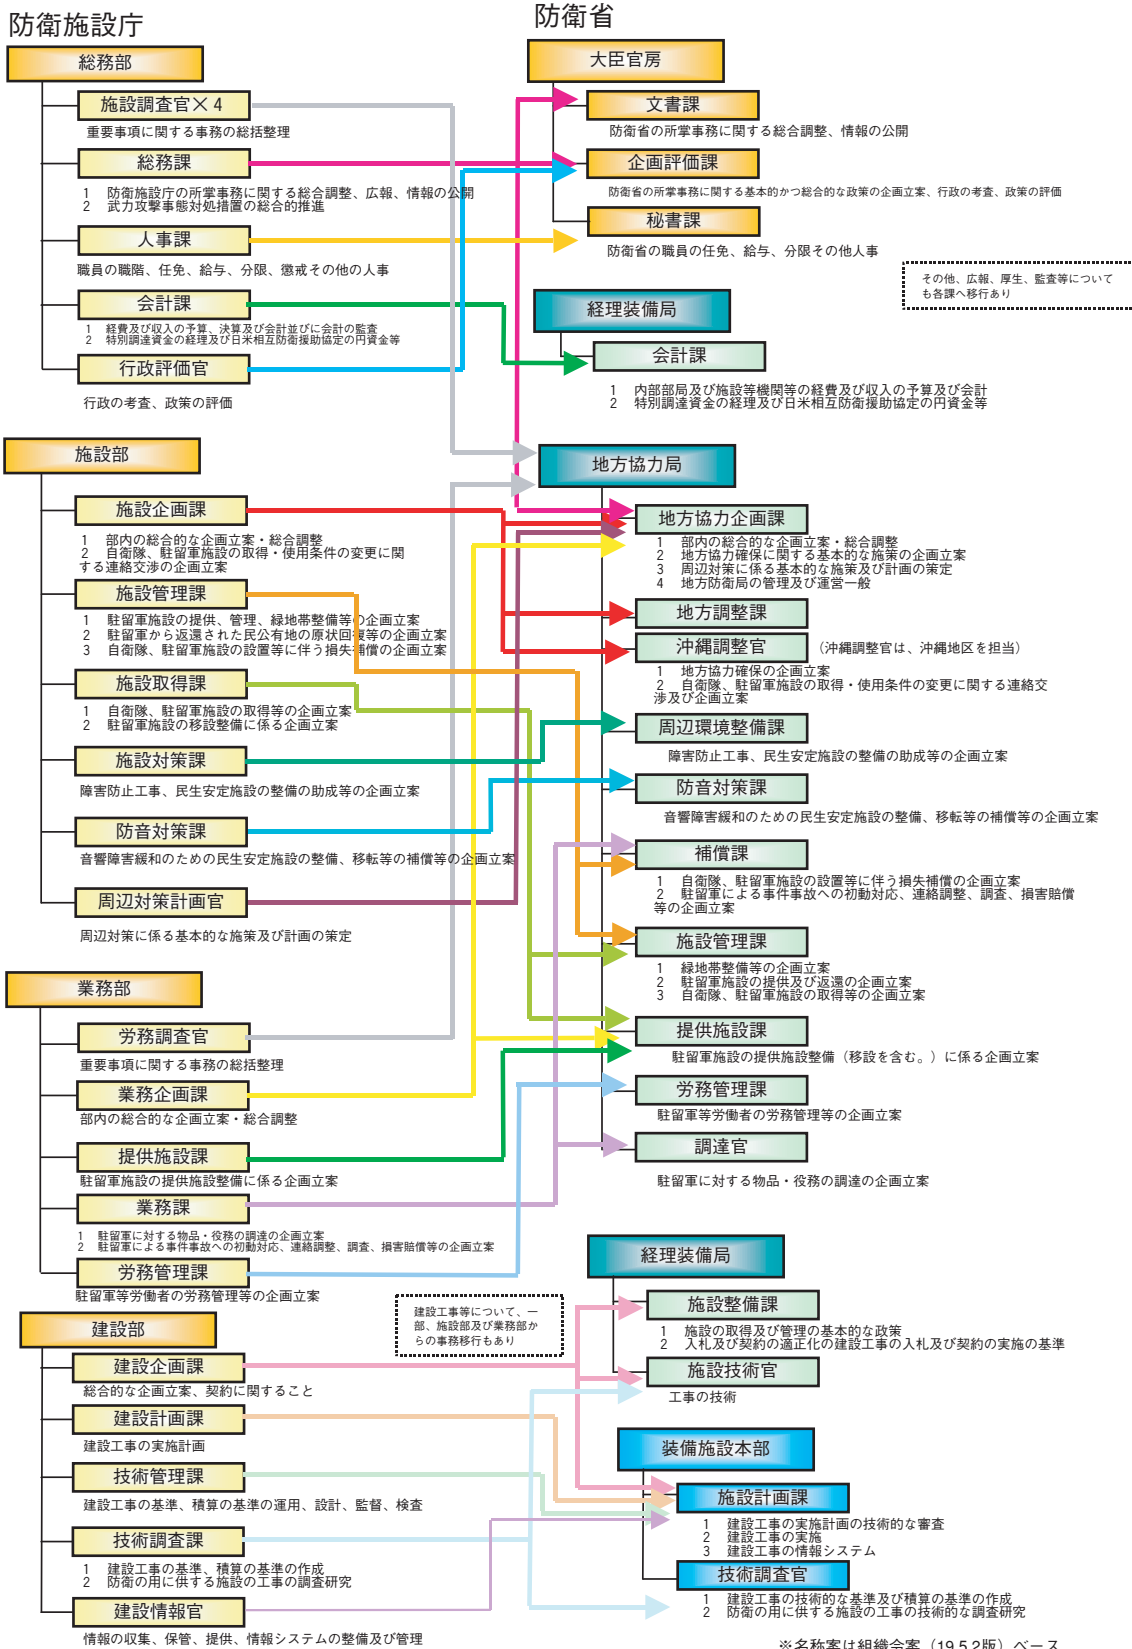 防衛施設庁
総務部
施設調査官×4
重要事項に関する事務の総括整理
総務課
1 防衛施設庁の所掌事務に関する総合調整、広報、情報の公開
2 武力攻撃事態対処措置の総合的推進
人事課
職員の職階、任免、給与、分限、懲戒その他の人事
会計課
1 経費及び収入の予算、決算及び会計並びに会計の監査
2 特別調達資金の経理及び日米相互防衛援助協定の円資金等
行政評価官
行政の考査、政策の評価
施設部
施設企画課
1 部内の総合的な企画立案・総合調整
2 自衛隊、駐留軍施設の取得・使用条件の変更に関
する連絡交渉の企画立案
施設管理課
1 駐留軍施設の提供、管理、緑地帯整備等の企画立案
2 駐留軍から返還された民公有地の原状回復等の企画立案
3 自衛隊、駐留軍施設の設置等に伴う損失補償の企画立案
施設取得課
1 自衛隊、駐留軍施設の取得等の企画立案
2 駐留軍施設の移設整備に係る企画立案
施設対策課
障害防止工事、民生安定施設の整備の助成等の企画立案
防音対策課
音響障害緩和のための民生安定施設の整備、移転等の補償等の企画立案
周辺対策計画官
周辺対策に係る基本的な施策及び計画の策定
業務部
労務調査官
重要事項に関する事務の総括整理
業務企画課
部内の総合的な企画立案・総合調整
提供施設課
駐留軍施設の提供施設整備に係る企画立案
業務課
1 駐留軍に対する物品・役務の調達の企画立案
2 駐留軍による事件事故への初動対応、連絡調整、調査、損害賠償等の企画立案
労務管理課
駐留軍等労働者の労務管理等の企画立案
建設部
建設企画課
総合的な企画立案、契約に関すること
建設計画課
建設工事の実施計画
技術管理課
建設工事の基準、積算の基準の運用、設計、監督、検査
技術調査課
1 建設工事の基準、積算の基準の作成
2 防衛の用に供する施設の工事の調査研究
建設情報官
情報の収集、保管、提供、情報システムの整備及び管理
建設工事等について、一
部、施設部及び業務部か
らの事務移行もあり
防衛省
大臣官房
文書課
防衛省の所掌事務に関する総合調整、情報の公開
企画評価課
防衛省の所掌事務に関する基本的かつ総合的な政策の企画立案、行政の考査、政策の評価
秘書課
防衛省の職員の任免、給与、分限その他人事
その他、広報、厚生、監査等について
も各課へ移行あり
経理装備局
会計課
1 内部部局及び施設等機関等の経費及び収入の予算及び会計
2 特別調達資金の経理及び日米相互防衛援助協定の円資金等
地方協力局
地方協力企画課
1 部内の総合的な企画立案・総合調整
2 地方協力確保に関する基本的な施策の企画立案
3 周辺対策に係る基本的な施策及び計画の策定
4 地方防衛局の管理及び運営一般
地方調整課
沖縄調整官
（沖縄調整官は、沖縄地区を担当）
1 地方協力確保の企画立案
2 自衛隊、駐留軍施設の取得・使用条件の変更に関する連絡交
渉及び企画立案
周辺環境整備課
障害防止工事、民生安定施設の整備の助成等の企画立案
防音対策課
音響障害緩和のための民生安定施設の整備、移転等の補償等の企画立案
補償課
1 自衛隊、駐留軍施設の設置等に伴う損失補償の企画立案
2 駐留軍による事件事故への初動対応、連絡調整、調査、損害賠償
等の企画立案
施設管理課
1 緑地帯整備等の企画立案
2 駐留軍施設の提供及び返還の企画立案
3 自衛隊、駐留軍施設の取得等の企画立案
提供施設課
駐留軍施設の提供施設整備（移設を含む。）に係る企画立案
労務管理課
駐留軍等労働者の労務管理等の企画立案
調達官
駐留軍に対する物品・役務の調達の企画立案
経理装備局
施設整備課
1 施設の取得及び管理の基本的な政策
2 入札及び契約の適正化の建設工事の入札及び契約の実施の基準
施設技術官
工事の技術
装備施設本部
施設計画課
1 建設工事の実施計画の技術的な審査
2 建設工事の実施
3 建設工事の情報システム
技術調査官
1 建設工事の技術的な基準及び積算の基準の作成
2 防衛の用に供する施設の工事の技術的な調査研究
※名称案は組織令案（19.5.2版）ベース